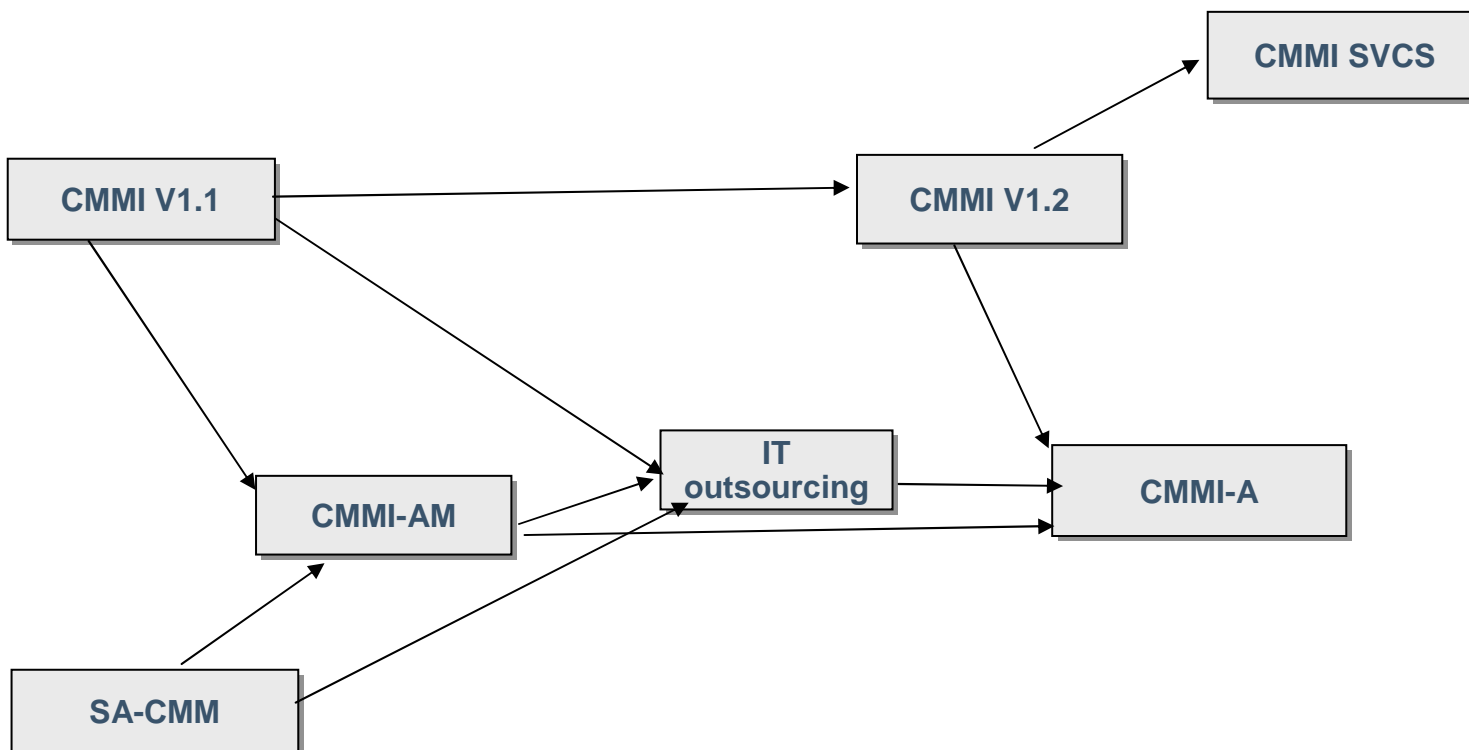 CMMI SVCS
CMMI V1.1
CMMI V1.2
IT
outsourcing
CMMI-A
CMMI-AM
SA-CMM